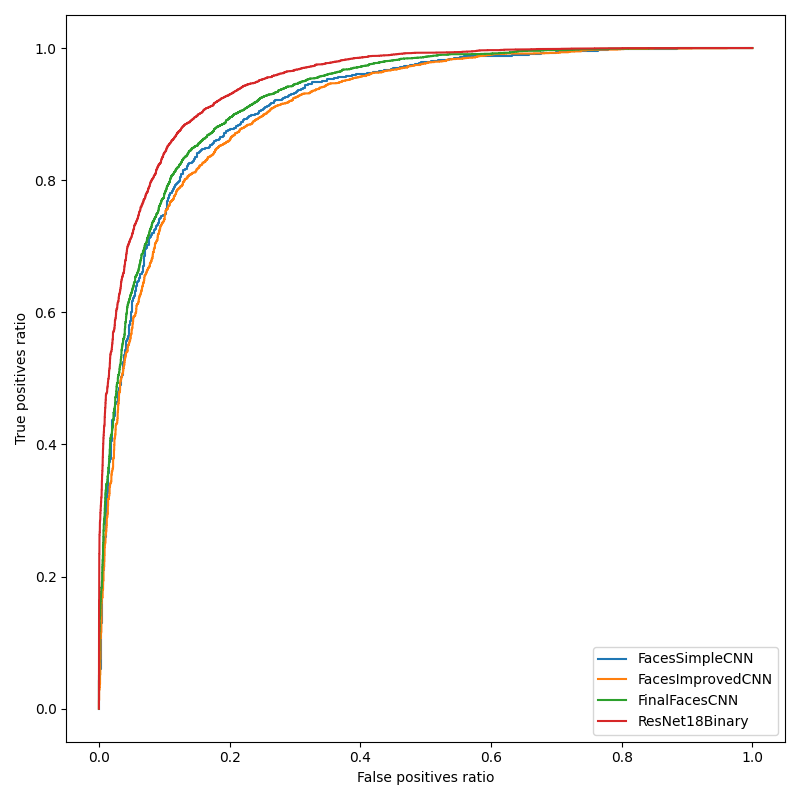 1.0
0.8
0.6
0.4
0.2
0.0
True positives ratio
0.0 0.2 0.4 0.6 0.8 1.0
False positives ratio
FacesSimpleCNN
FacesImprovedCNN
FinalFacesCNN
ResNet18Binary